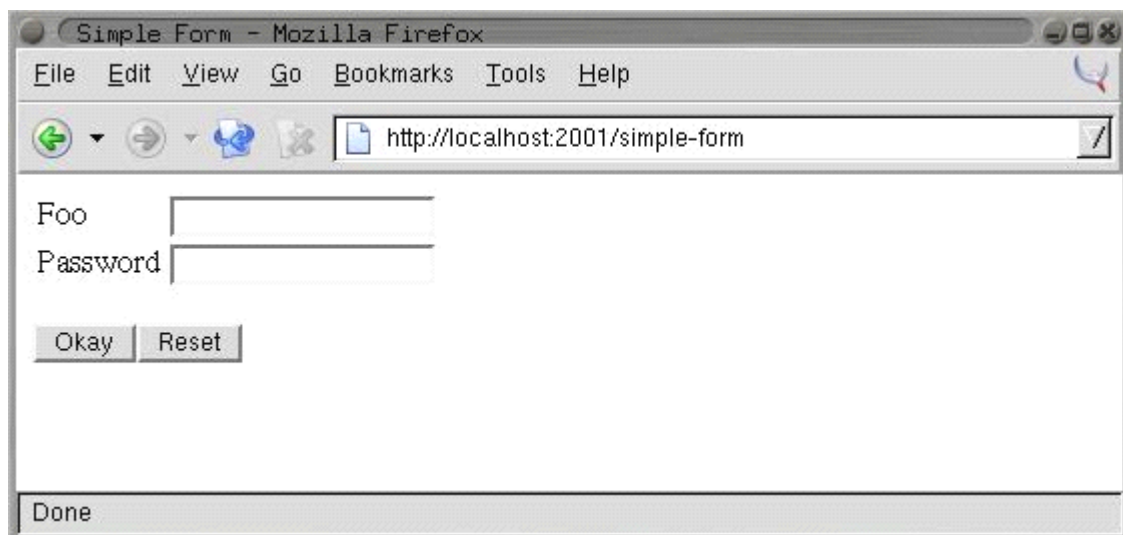 Simple Form - Mozilla Firefox
File Edit View Go Bookmarks Tools Help
http://localhost:2001/simple-form
Foo
Password
Okay Reset
Done